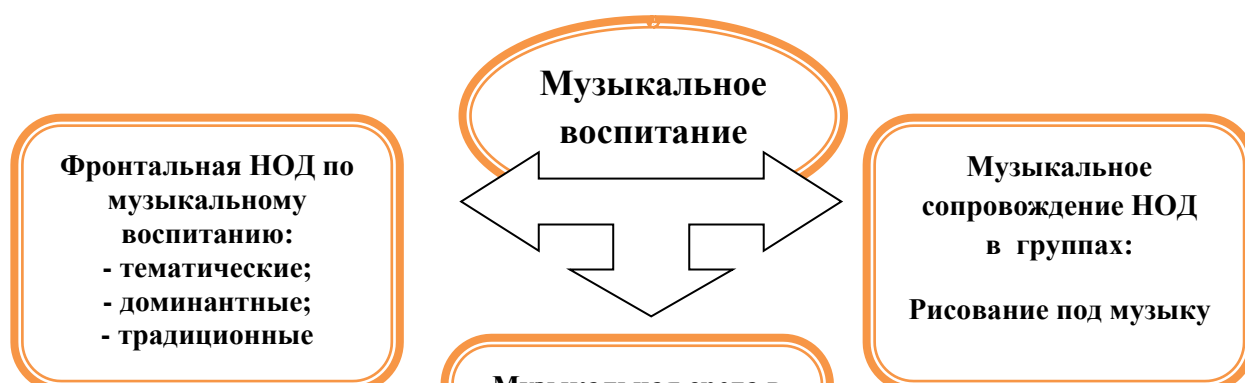 Музыкальное
воспитание
Фронтальная НОД по
музыкальному
воспитанию:
- тематические;
- доминантные;
- традиционные
Музыкальное
сопровождение НОД
в группах:
Рисование под музыку